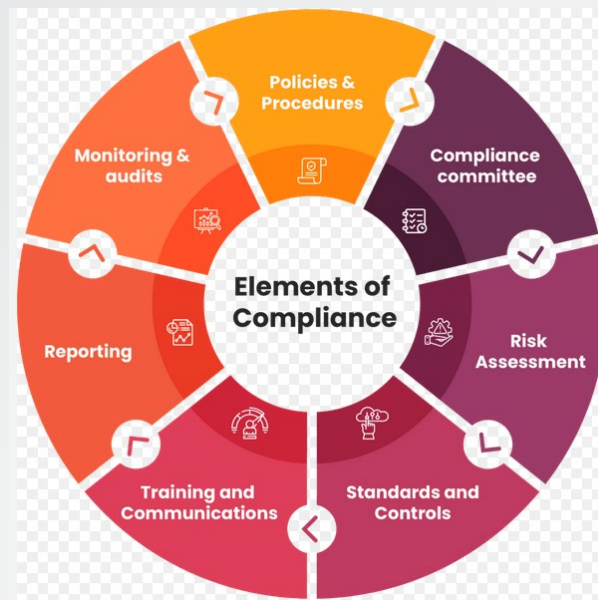 Policies &
Procedures
Compliance
committee
Risk
Assessment
Standards and
Controls
Training and
Communications
Reporting
Monitoring &
audits
Elements of
Compliance